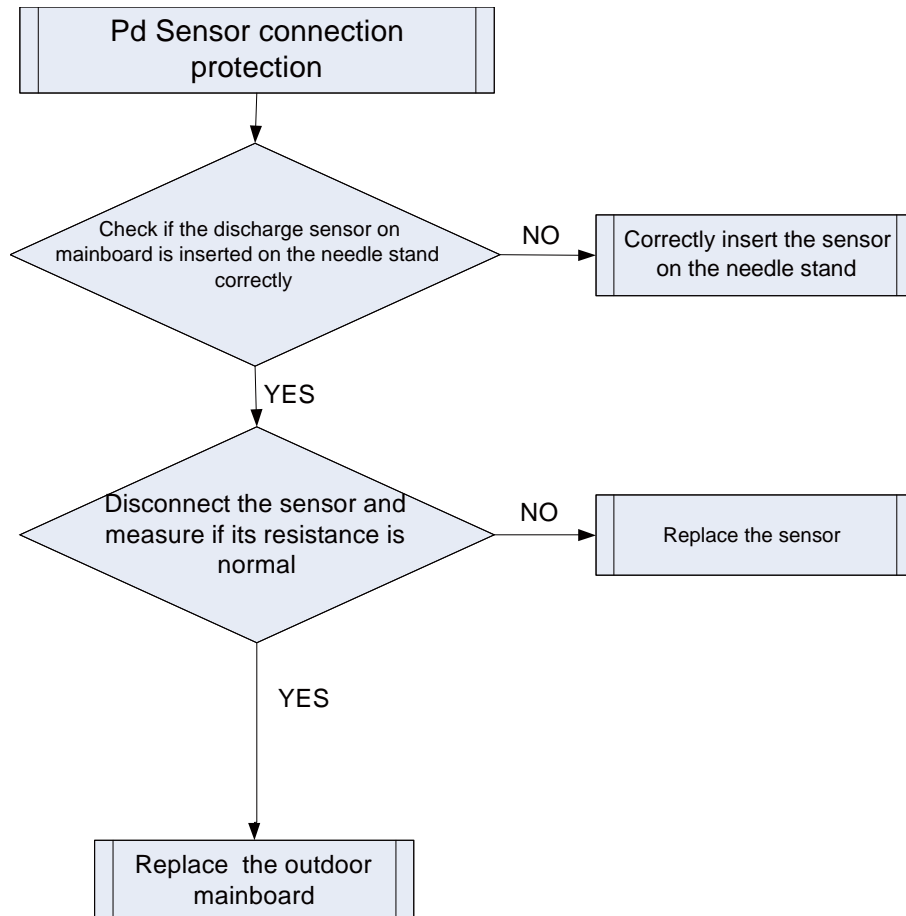 Pd Sensor connection
protection
Check if the discharge sensor on
mainboard is inserted on the needle stand
correctly
NO
Correctly insert the sensor
on the needle stand
YES
Disconnect the sensor and
measure if its resistance is
normal
NO
Replace the sensor
YES
Replace the outdoor
mainboard